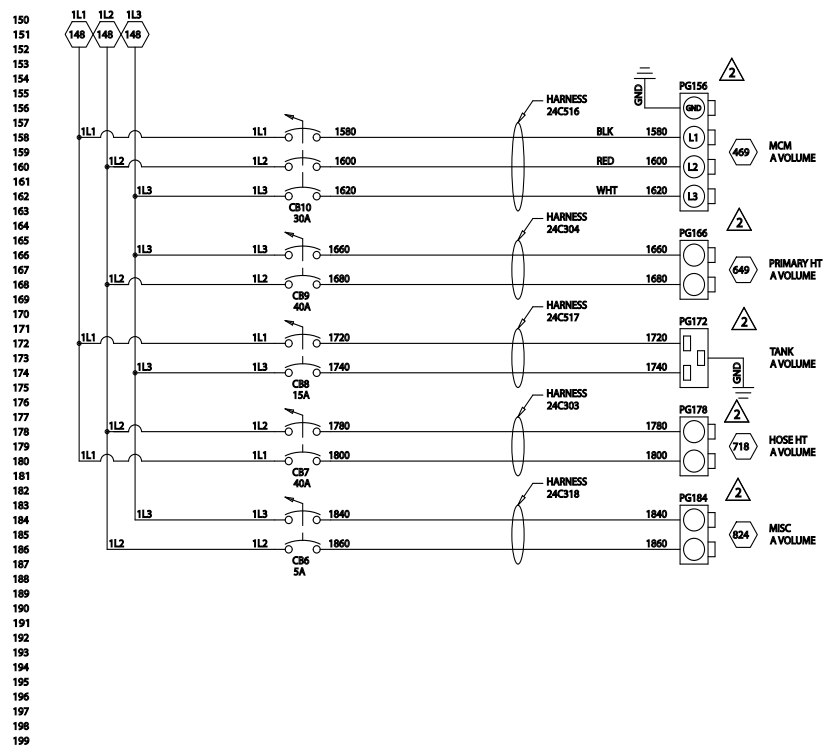 150 1L1 1L2 1L3
151 148 148 148
152
153
154 2
155 PG156
156 GND GND HARNESS 24C516
157
158 1L1 1L1 1580 BLK 1580 L1
159 469 MCM A VOLUME
160 1L2 1L2 1600 RED 1600 L2
161
162 1L3 1L3 1620 WHT 1620 L3
163 CB10 30A
164 HARNESS 24C304 2
165 PG166
166 1L3 1L3 1660 1660
167 649 PRIMARY HT A VOLUME
168 1L2 1L2 1680 1680
169 CB9 40A
170 HARNESS 24C517
171 PG172 2
172 1L1 1L1 1720 1720
173 TANK A VOLUME
174 1L3 1L3 1740 1740 GND
175 CB8 15A
176 HARNESS 24C303
177 PG178 2
178 1L2 1L2 1780 1780
179 718 HOSE HT A VOLUME
180 1L1 1L1 1800 1800
181 CB7 40A
182 HARNESS 24C318
183 PG184 2
184 1L3 1L3 1840 1840
185 824 MISC A VOLUME
186 1L2 1L2 1860 1860
187 CB6 5A
188
189
190
191
192
193
194
195
196
197
198
199